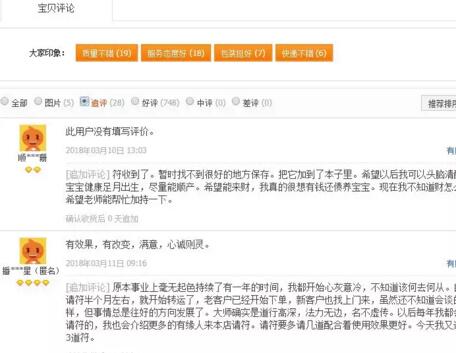 宝贝评论
大家印象： 质量不错 (19) 服务态度好 (18) 包装挺好 (7) 快递不错 (6)
全部 图片 (5) 追评 (28) 好评 (748) 中评 (0) 差评 (0) 推荐排序
此用户没有填写评价。
2018年03月10日 13:03
[追加评论] 符收到了。暂时找不到很好的地方保存。把它加到了本子里。希望以后我可以头脑清
宝宝健康足月出生，尽量能顺产。希望能来财，我真的很想有钱还债养宝宝。现在我不知道财怎
希望老师能帮忙加持一下。
确认收货后 0 天追加
顺***珊
有效果，有改变，满意，心诚则灵。
2018年03月11日 09:16
[追加评论] 原本事业上毫无起色持续了有一年的时间，我都开始心灰意冷，不知道该何去何从。
请符半个月左右，就开始转运了，老客户已经开始下单，新客户也找上门来，虽然还不知道会谈的
样，但事情总是往好的方向发展了。大师确实是道行高深，法力无边，名不虚传。以后每年我都
请符的，我也会介绍更多的有缘人来本店请符。请符要多请几道配合着使用效果更好。今天我又
3道符。
***星（匿名）